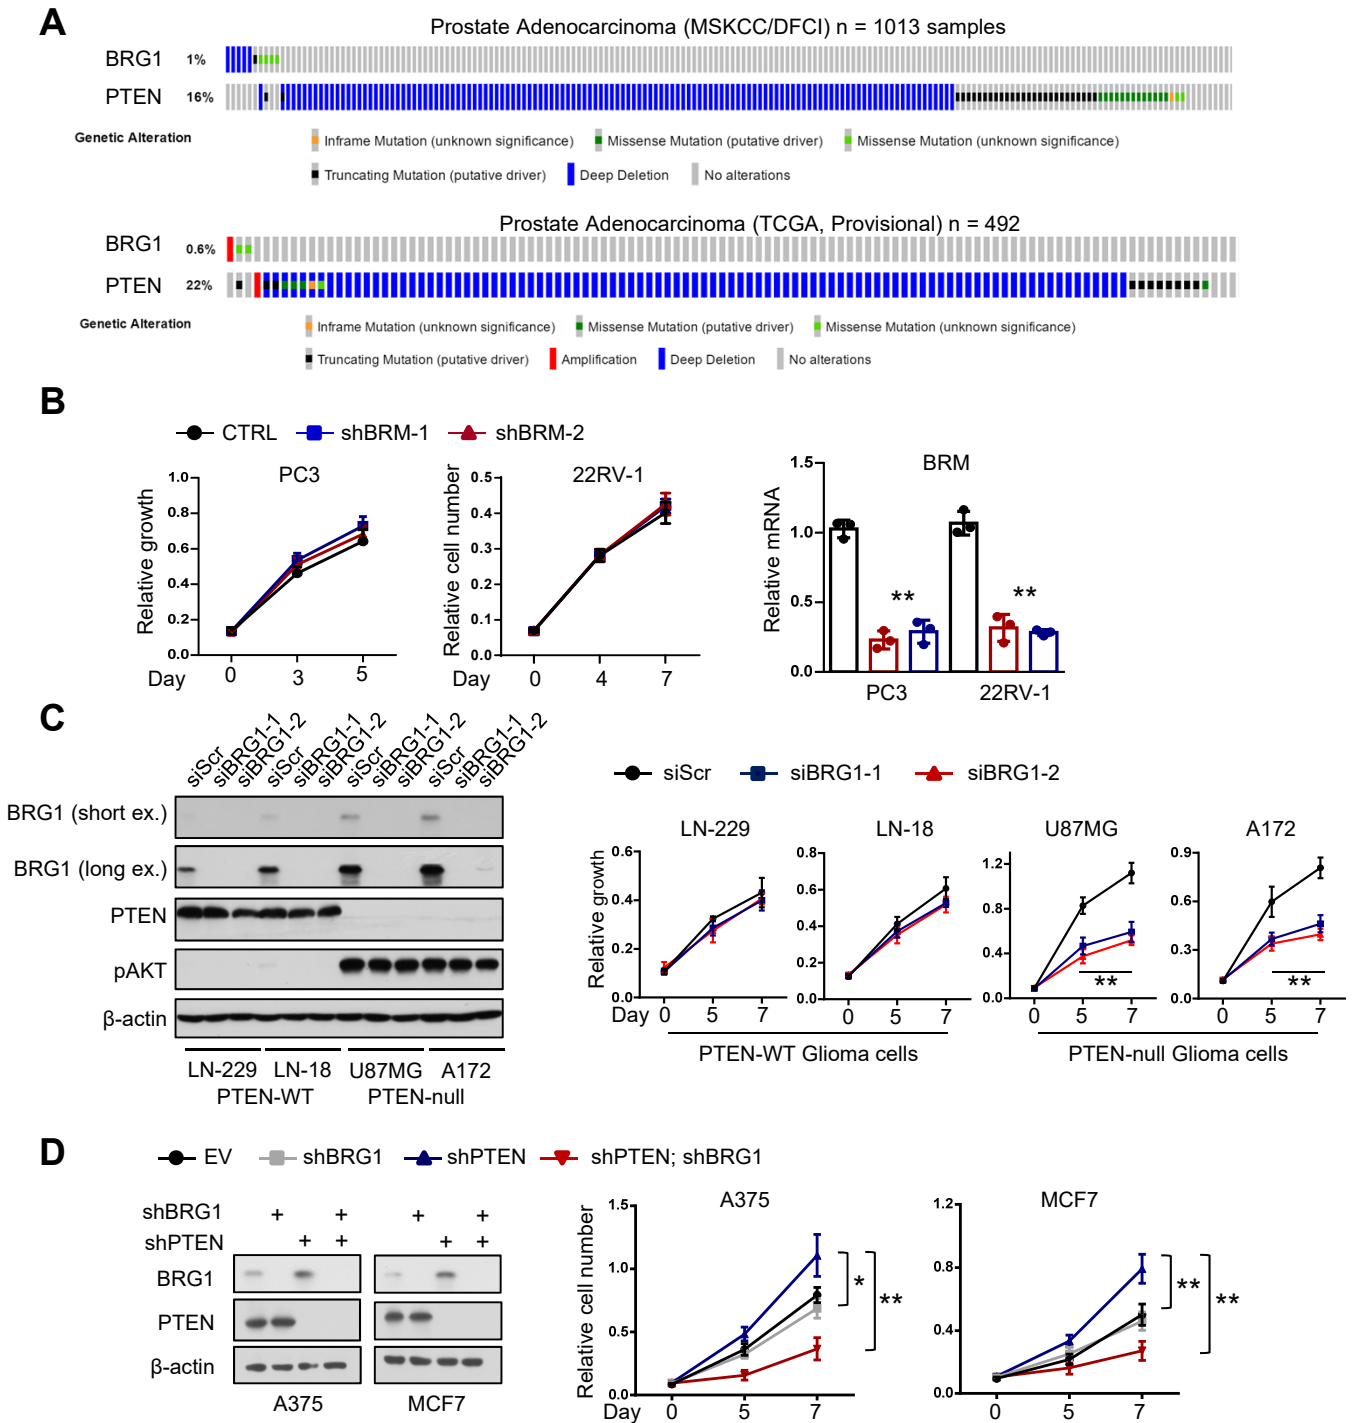 A
Prostate Adenocarcinoma (MSKCC/DFCI) n = 1013 samples
BRG1 1%
PTEN 16%
Genetic Alteration
Inframe Mutation (unknown significance) Missense Mutation (putative driver) Missense Mutation (unknown significance)
Truncating Mutation (putative driver) Deep Deletion No alterations
Prostate Adenocarcinoma (TCGA, Provisional) n = 492
BRG1 0.6%
PTEN 22%
Genetic Alteration
Inframe Mutation (unknown significance) Missense Mutation (putative driver) Missense Mutation (unknown significance)
Truncating Mutation (putative driver) Amplification Deep Deletion No alterations
B
CTRL shBRM-1 shBRM-2
PC3
Relative growth
1.0
0.8
0.6
0.4
0.2
0.0
Day 0 3 5
22RV-1
Relative cell number
0.5
0.4
0.3
0.2
0.1
0.0
Day 0 4 7
BRM
Relative mRNA
1.5
1.0
0.5
0.0
** **
PC3 22RV-1
C
siScr siBRG1-1 siBRG1-2 siScr siBRG1-1 siBRG1-2 siScr siBRG1-1 siBRG1-2 siScr siBRG1-1 siBRG1-2
BRG1 (short ex.)
BRG1 (long ex.)
PTEN
pAKT
β-actin
LN-229 LN-18 U87MG A172
PTEN-WT PTEN-null
siScr siBRG1-1 siBRG1-2
LN-229
Relative growth
0.6
0.4
0.2
0.0
Day 0 5 7
LN-18
0.8
0.6
0.4
0.2
0.0
0 5 7
U87MG
1.2
0.8
0.4
0.0
**
0 5 7
A172
0.9
0.6
0.3
0.0
**
0 5 7
PTEN-WT Glioma cells PTEN-null Glioma cells
D
EV shBRG1 shPTEN shPTEN; shBRG1
shBRG1 + + + +
shPTEN + + + +
BRG1
PTEN
β-actin
A375 MCF7
A375
Relative cell number
1.5
1.0
0.5
0.0
* **
Day 0 5 7
MCF7
1.2
0.8
0.4
0.0
** **
0 5 7